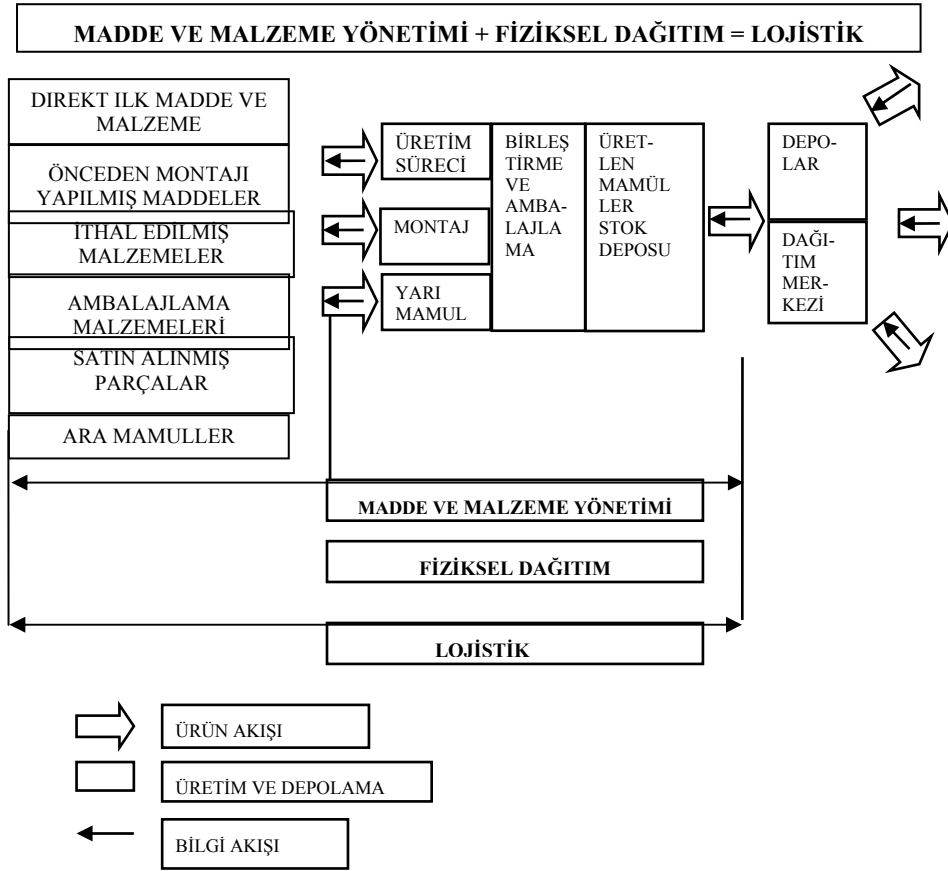 MADDE VE MALZEME YÖNETİMİ + FİZİKSEL DAĞITIM = LOJİSTİK
DIREKT ILK MADDE VE
MALZEME
ÖNCEDEN MONTAJI
YAPILMIŞ MADDELER
İTHAL EDİLMİŞ
MALZEMELER
AMBALAJLAMA
MALZEMELERİ
SATIN ALINMIŞ
PARÇALAR
ARA MAMULLER
ÜRETİM
SÜRECİ
MONTAJ
YARI
MAMUL
BİRLEŞ
TİRME
VE
AMBA-
LAJLA
MA
ÜRET-
LEN
MAMÜL
LER
STOK
DEPOSU
DEPO-
LAR
DAĞI-
TIM
MER-
KEZİ
MADDE VE MALZEME YÖNETİMİ
FİZİKSEL DAĞITIM
LOJİSTİK
ÜRÜN AKIŞI
ÜRETİM VE DEPOLAMA
BİLGİ AKIŞI